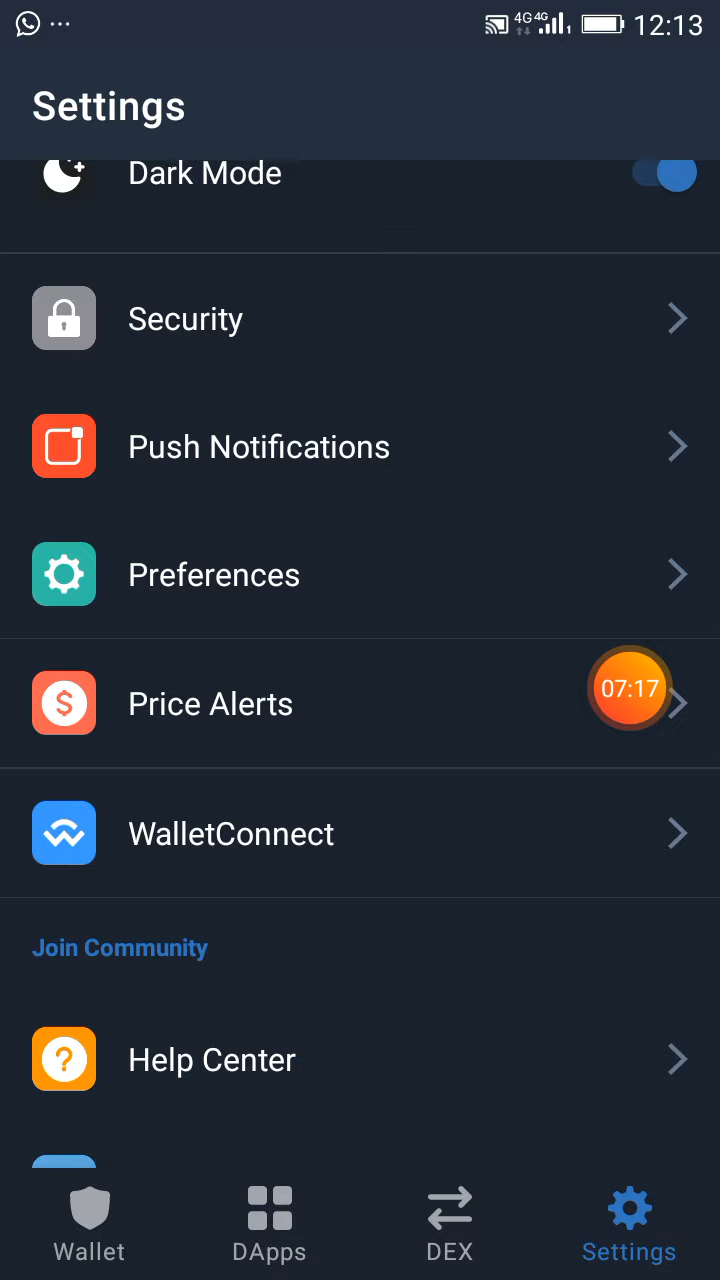 4G 4G 1 12:13
Settings
Dark Mode
Security
Push Notifications
Preferences
Price Alerts
07:17
WalletConnect
Join Community
Help Center
Wallet DApps DEX Settings